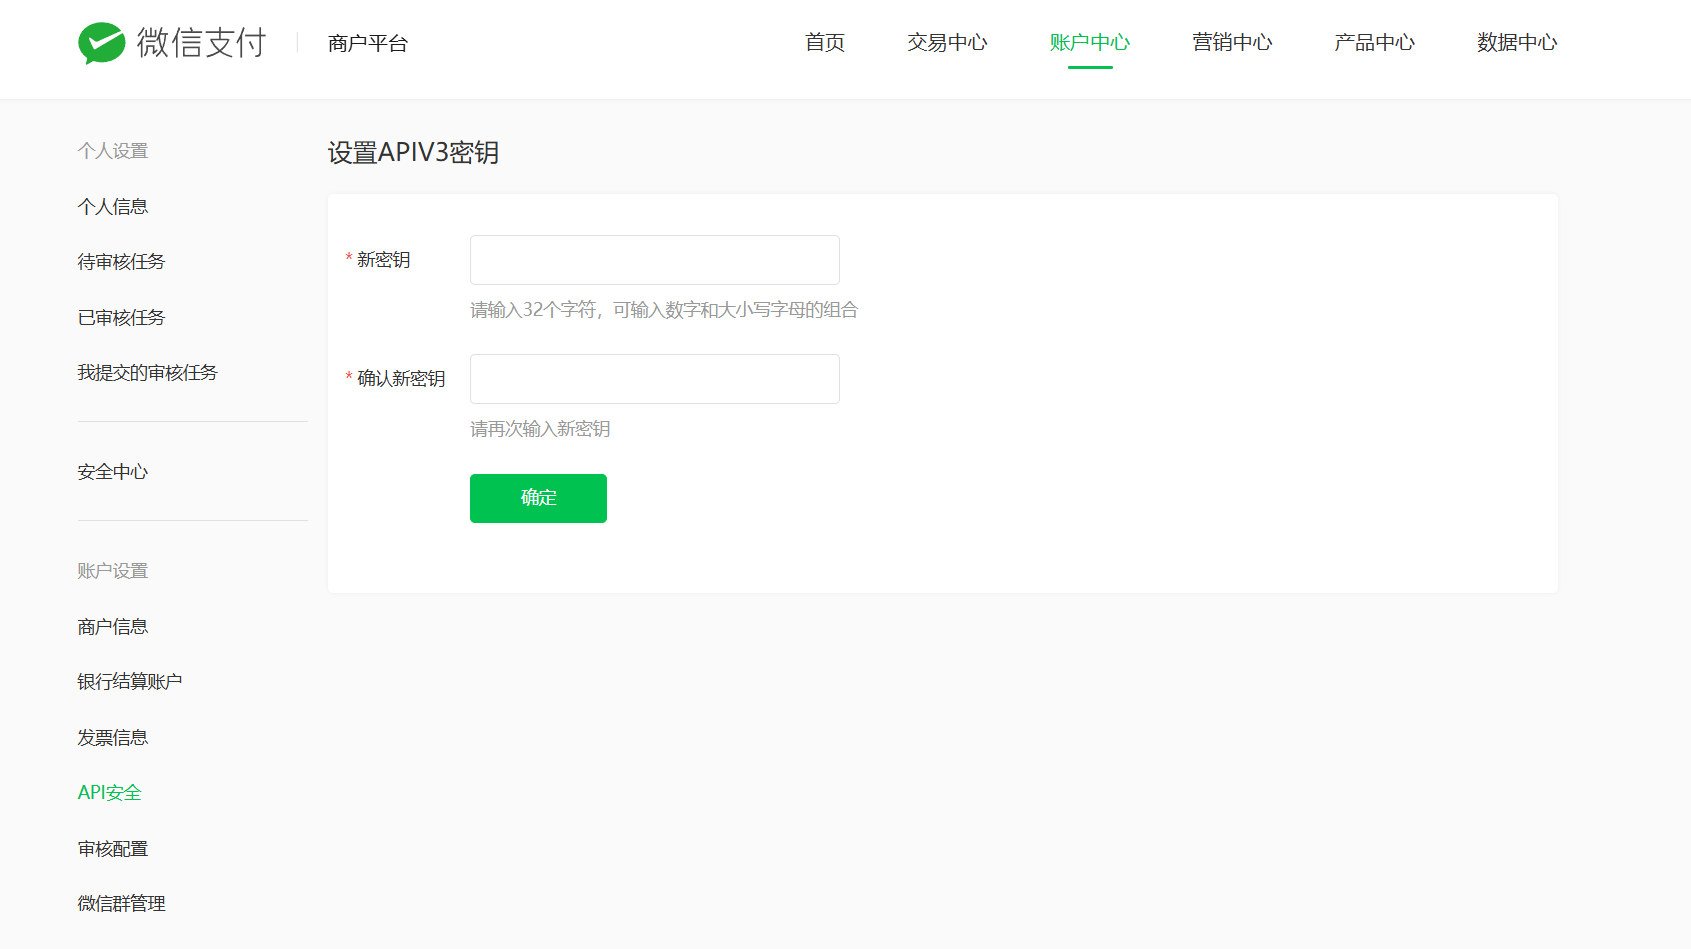 微信支付 商户平台 首页 交易中心 账户中心 营销中心 产品中心 数据中心
个人设置
个人信息
待审核任务
已审核任务
我提交的审核任务
安全中心
账户设置
商户信息
银行结算账户
发票信息
API安全
审核配置
微信群管理
设置APIV3密钥
* 新密钥
请输入32个字符，可输入数字和大小写字母的组合
* 确认新密钥
请再次输入新密钥
确定